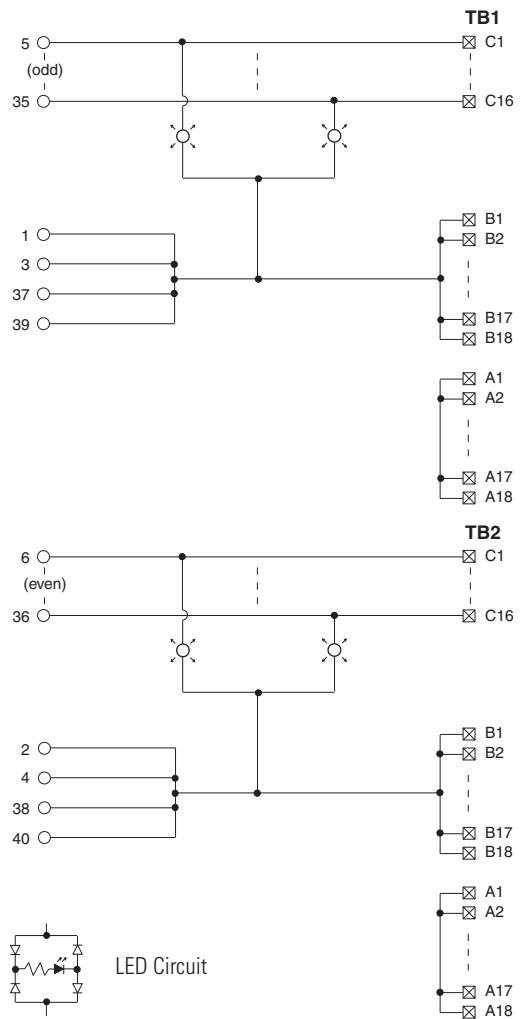 TB1
5
C1
(odd)
35
C16
B1
1
B2
3
37
B17
39
B18
A1
A2
A17
A18
TB2
6
C1
(even)
36
C16
B1
2
B2
4
38
B17
40
B18
A1
A2
LED Circuit
A17
A18